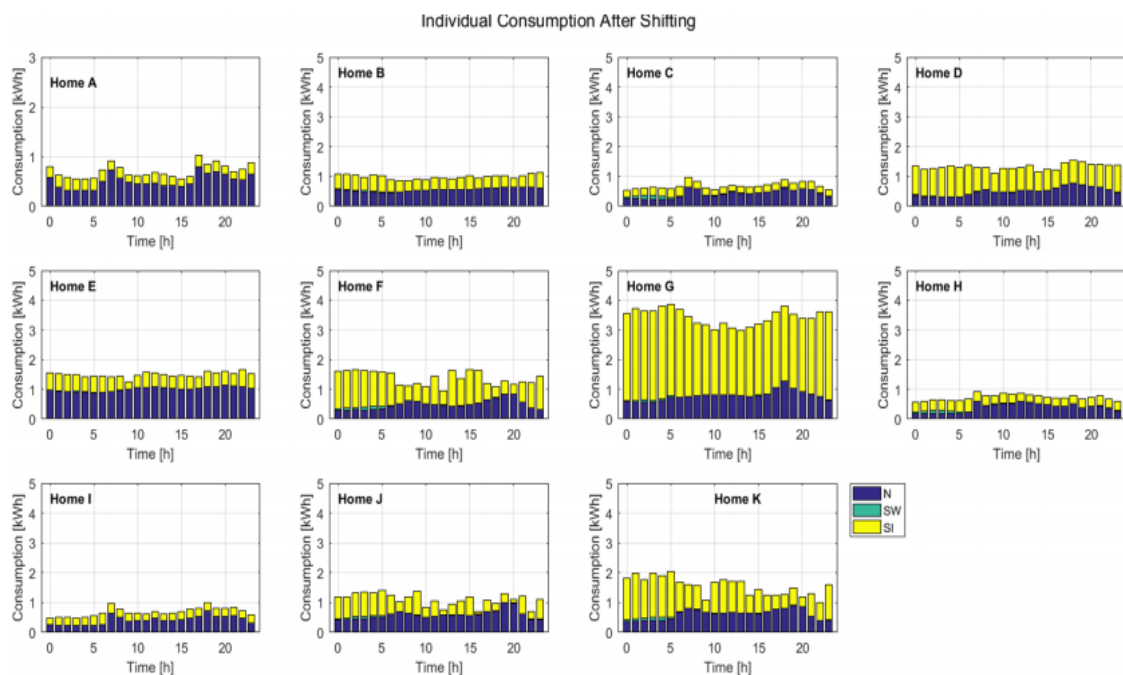 Individual Consumption After Shifting
Home A
Consumption [kWh]
3
2
1
0
0 5 10 15 20
Time [h]
Home B
Consumption [kWh]
5
4
3
2
1
0
0 5 10 15 20
Time [h]
Home C
Consumption [kWh]
5
4
3
2
1
0
0 5 10 15 20
Time [h]
Home D
Consumption [kWh]
5
4
3
2
1
0
0 5 10 15 20
Time [h]
Home E
Consumption [kWh]
5
4
3
2
1
0
0 5 10 15 20
Time [h]
Home F
Consumption [kWh]
5
4
3
2
1
0
0 5 10 15 20
Time [h]
Home G
Consumption [kWh]
5
4
3
2
1
0
0 5 10 15 20
Time [h]
Home H
Consumption [kWh]
5
4
3
2
1
0
0 5 10 15 20
Time [h]
Home I
Consumption [kWh]
5
4
3
2
1
0
0 5 10 15 20
Time [h]
Home J
Consumption [kWh]
5
4
3
2
1
0
0 5 10 15 20
Time [h]
Home K
Consumption [kWh]
5
4
3
2
1
0
0 5 10 15 20
Time [h]
N
SW
SI